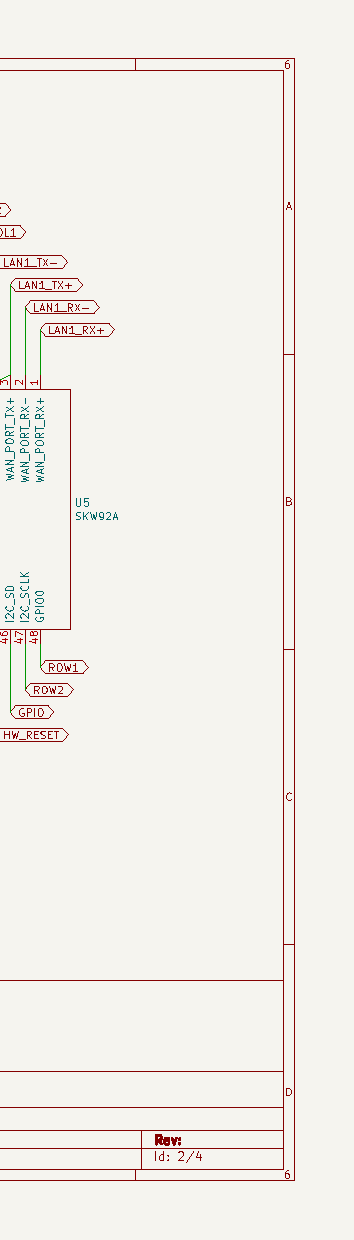 6
A
OL1
LAN1_TX-
LAN1_TX+
LAN1_RX-
LAN1_RX+
3
2
1
WAN_PORT_TX+
WAN_PORT_RX-
WAN_PORT_RX+
B
U5
SKW92A
I2C_SD
I2C_SCLK
GPIO0
46
47
48
ROW1
ROW2
GPIO
HW_RESET
C
D
Rev:
Id: 2/4
6